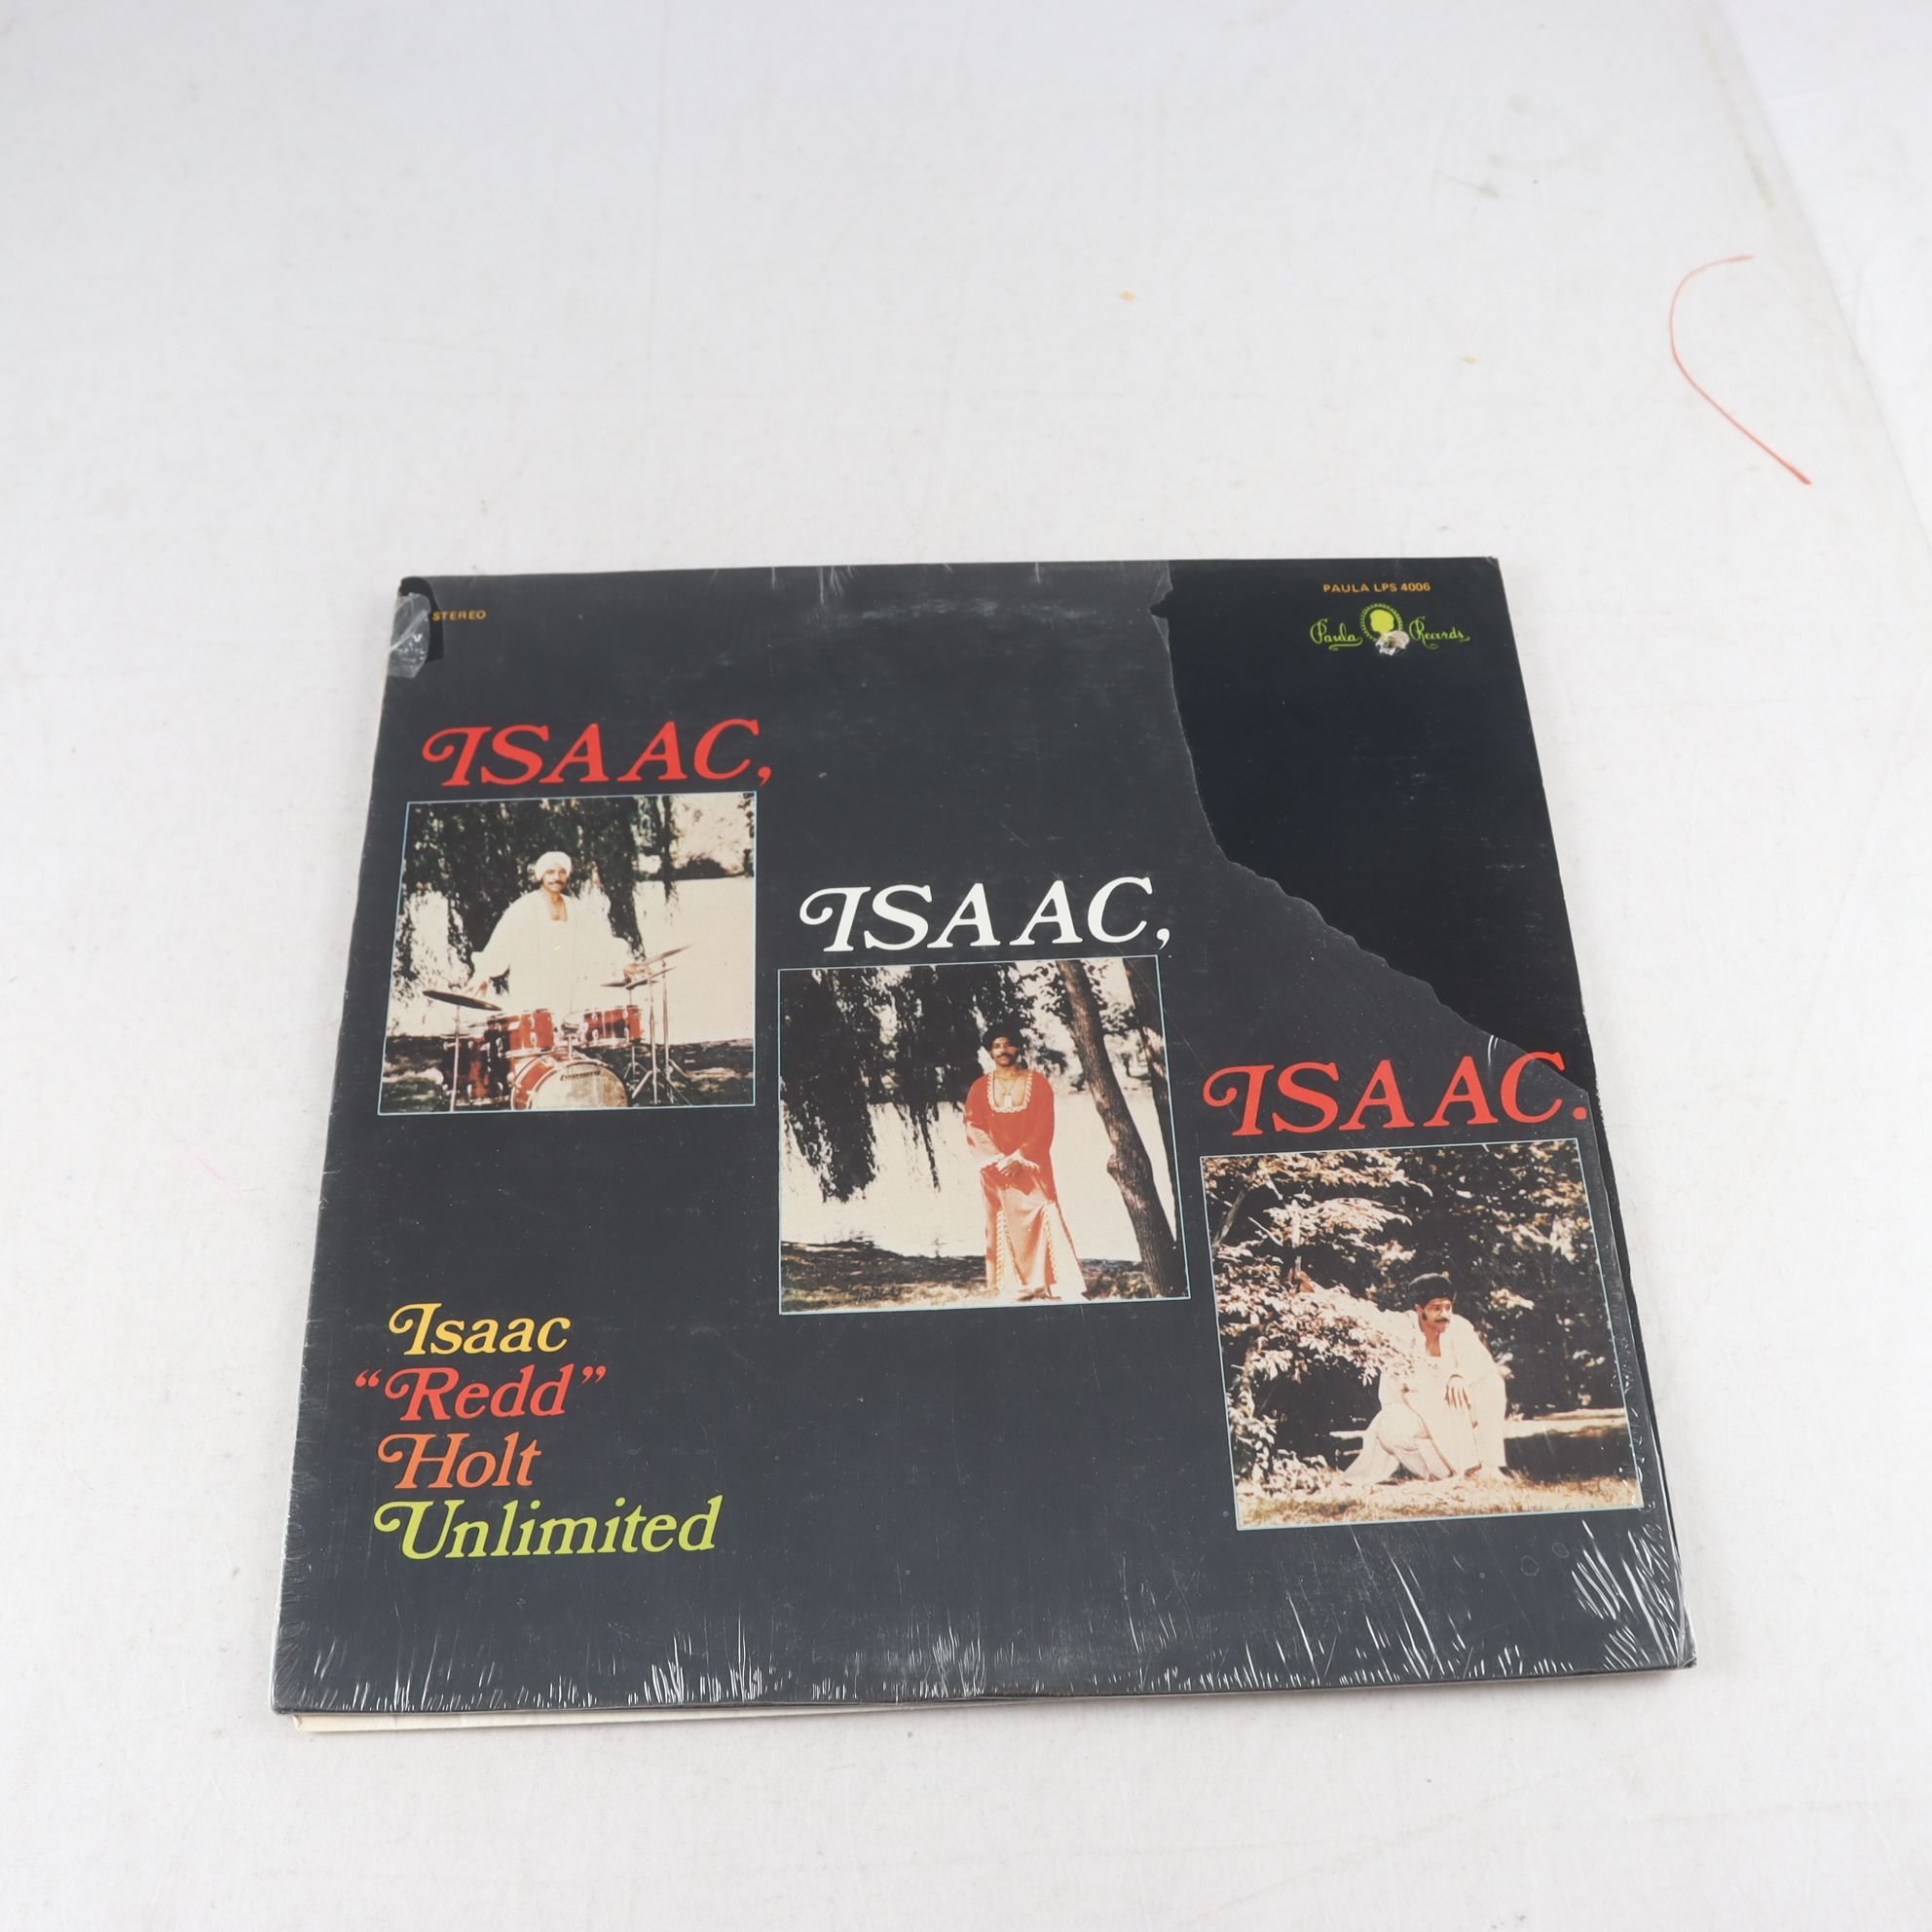 STEREO
PAULA LPS 4006
Paula Records
ISAAC,
ISAAC,
ISAAC.
Isaac
“Redd”
Holt
Unlimited